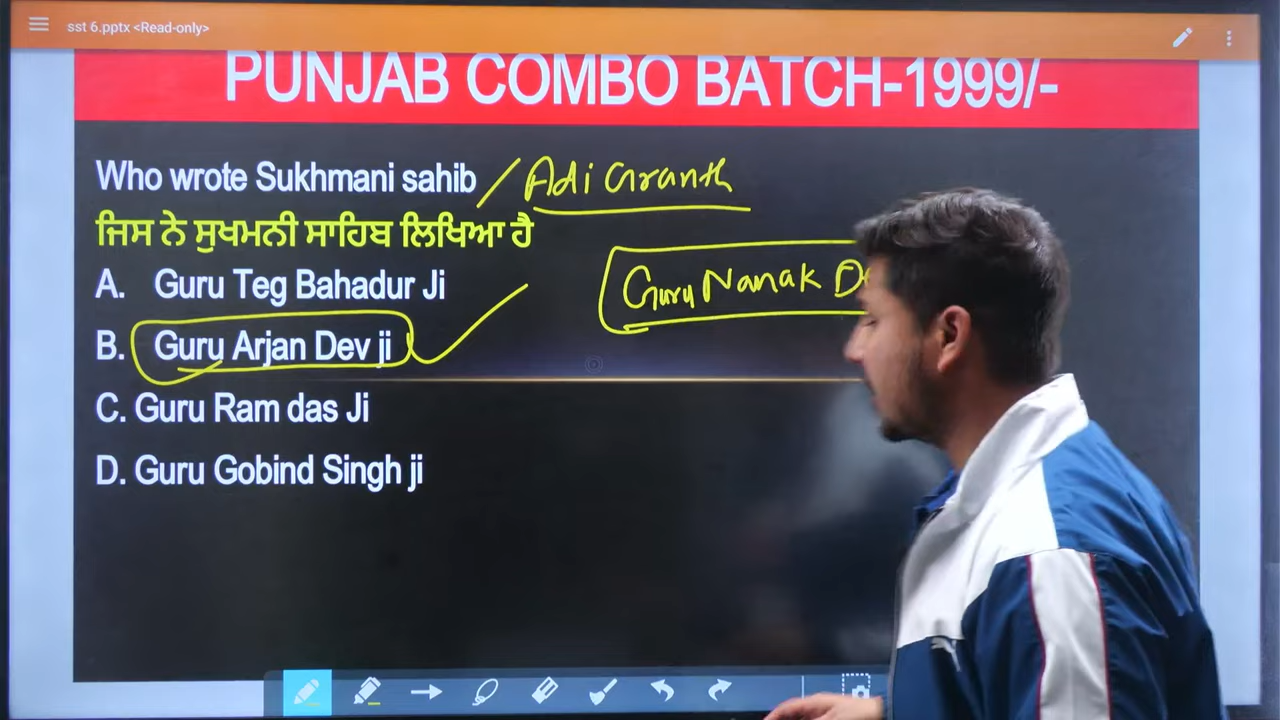 sst 6.pptx <Read-only>
PUNJAB COMBO BATCH-1999/-
Who wrote Sukhmani sahib / Adi Granth
ਜਿਸ ਨੇ ਸੁਖਮਨੀ ਸਾਹਿਬ ਲਿਖਿਆ ਹੈ
Guru Nanak
A. Guru Teg Bahadur Ji
B. Guru Arjan Dev ji
C. Guru Ram das Ji
D. Guru Gobind Singh ji